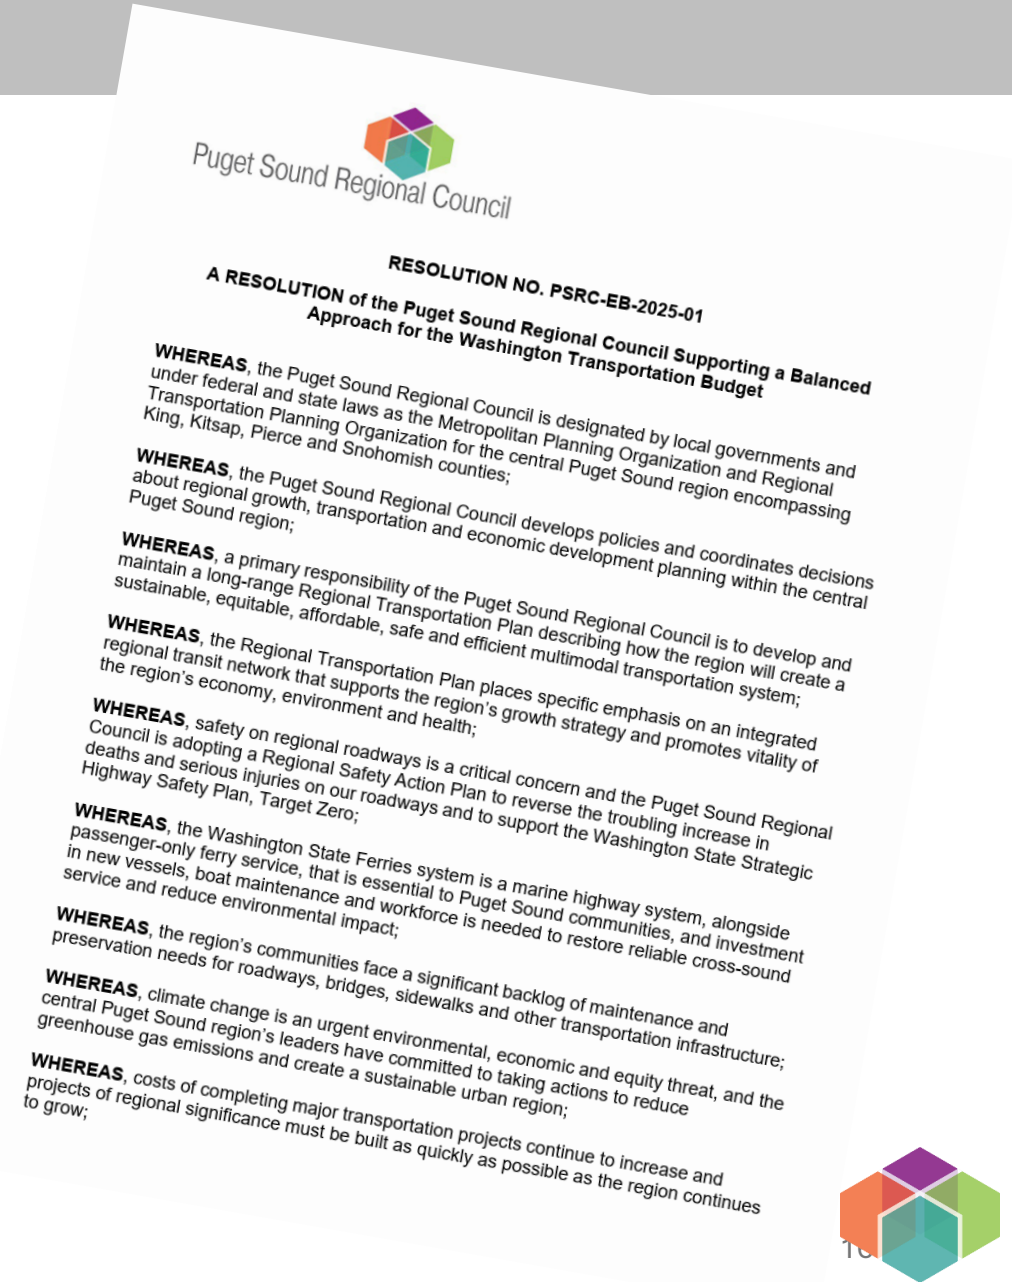 Puget Sound Regional Council
RESOLUTION NO. PSRC-EB-2025-01
A RESOLUTION of the Puget Sound Regional Council Supporting a Balanced
Approach for the Washington Transportation Budget
WHEREAS, the Puget Sound Regional Council is designated by local governments and
under federal and state laws as the Metropolitan Planning Organization and Regional
Transportation Planning Organization for the central Puget Sound region encompassing
King, Kitsap, Pierce and Snohomish counties;
WHEREAS, the Puget Sound Regional Council develops policies and coordinates decisions
about regional growth, transportation and economic development planning within the central
Puget Sound region;
WHEREAS, a primary responsibility of the Puget Sound Regional Council is to develop and
maintain a long-range Regional Transportation Plan describing how the region will create a
sustainable, equitable, affordable, safe and efficient multimodal transportation system;
WHEREAS, the Regional Transportation Plan places specific emphasis on an integrated
regional transit network that supports the region's growth strategy and promotes vitality of
the region's economy, environment and health;
WHEREAS, safety on regional roadways is a critical concern and the Puget Sound Regional
Council is adopting a Regional Safety Action Plan to reverse the troubling increase in
deaths and serious injuries on our roadways and to support the Washington State Strategic
Highway Safety Plan, Target Zero;
WHEREAS, the Washington State Ferries system is a marine highway system, alongside
passenger-only ferry service, that is essential to Puget Sound communities, and investment
in new vessels, boat maintenance and workforce is needed to restore reliable cross-sound
service and reduce environmental impact;
WHEREAS, the region's communities face a significant backlog of maintenance and
preservation needs for roadways, bridges, sidewalks and other transportation infrastructure;
WHEREAS, climate change is an urgent environmental, economic and equity threat, and the
central Puget Sound region's leaders have committed to taking actions to reduce
greenhouse gas emissions and create a sustainable urban region;
WHEREAS, costs of completing major transportation projects continue to increase and
projects of regional significance must be built as quickly as possible as the region continues
to grow;